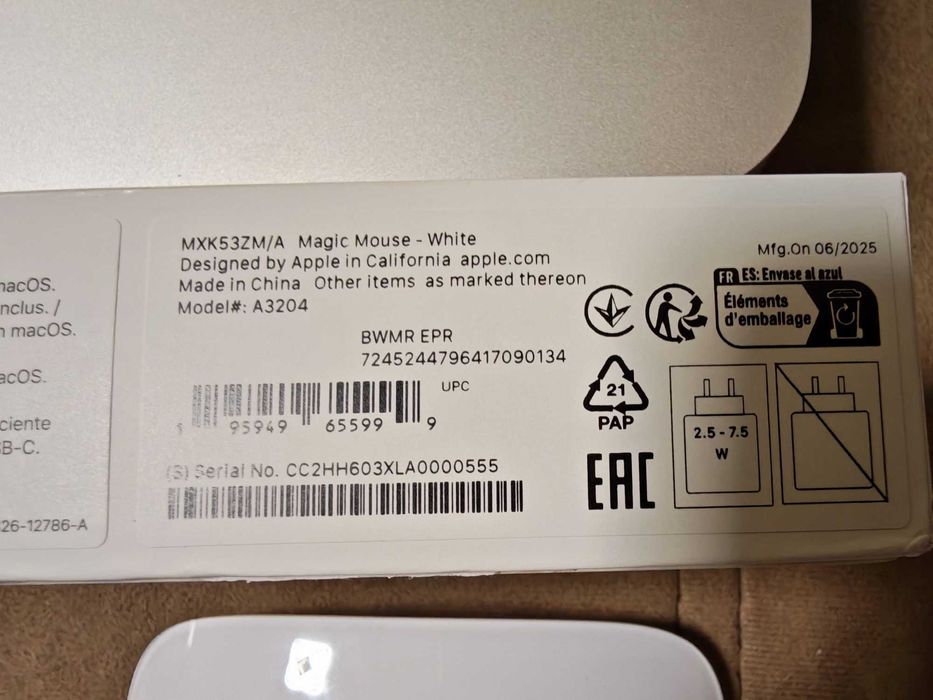 macOS.
inclus. /
n macOS.
acOS.
ciente
B-C.
26-12786-A
MXK53ZM/A Magic Mouse - White
Designed by Apple in California apple.com
Made in China Other items as marked thereon
Model#: A3204
Mfg.On 06/2025
FR ES: Envase al azul
Éléments
d'emballage
BWMR EPR
7245244796417090134
UPC
95949 65599 9
21
PAP
2.5 - 7.5
W
(S) Serial No. CC2HH603XLA0000555
EAC